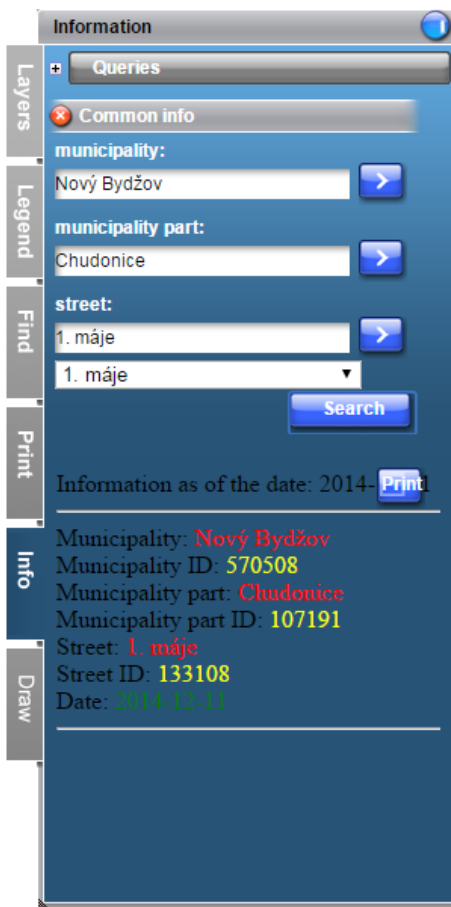 Information
Layers
Legend
Find
Print
Info
Draw
Queries
Common info
municipality:
Nový Bydžov
municipality part:
Chudonice
street:
1. máje
1. máje
Search
Information as of the date: 2014-
Print
Municipality: Nový Bydžov
Municipality ID: 570508
Municipality part: Chudonice
Municipality part ID: 107191
Street: 1. máje
Street ID: 133108
Date: 2014-12-11